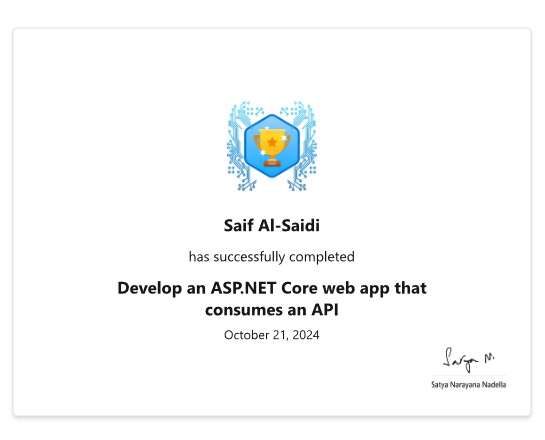 Saif Al-Saidi
has successfully completed
Develop an ASP.NET Core web app that
consumes an API
October 21, 2024
Satya N.
Satya Narayana Nadella